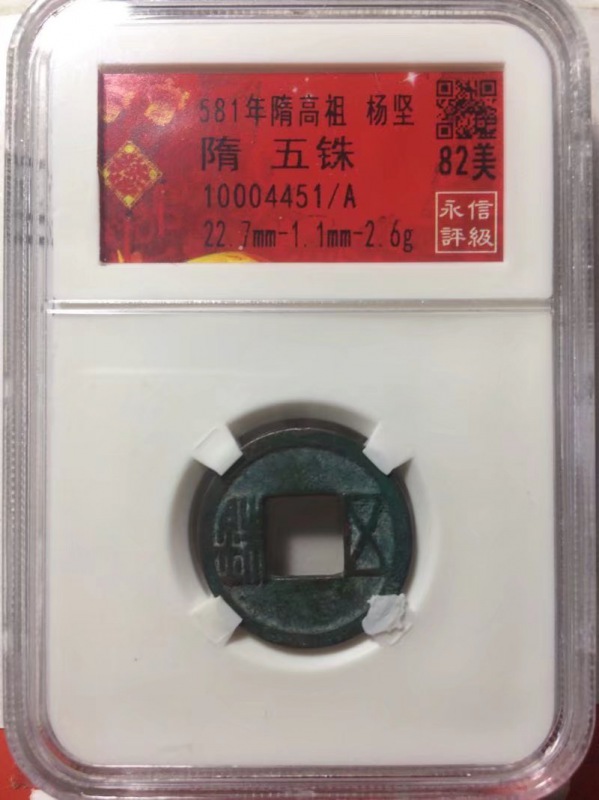 581年隋高祖 杨坚
隋 五铢
82美
10004451/A
22.7mm-1.1mm-2.6g
永信
評級
五銖